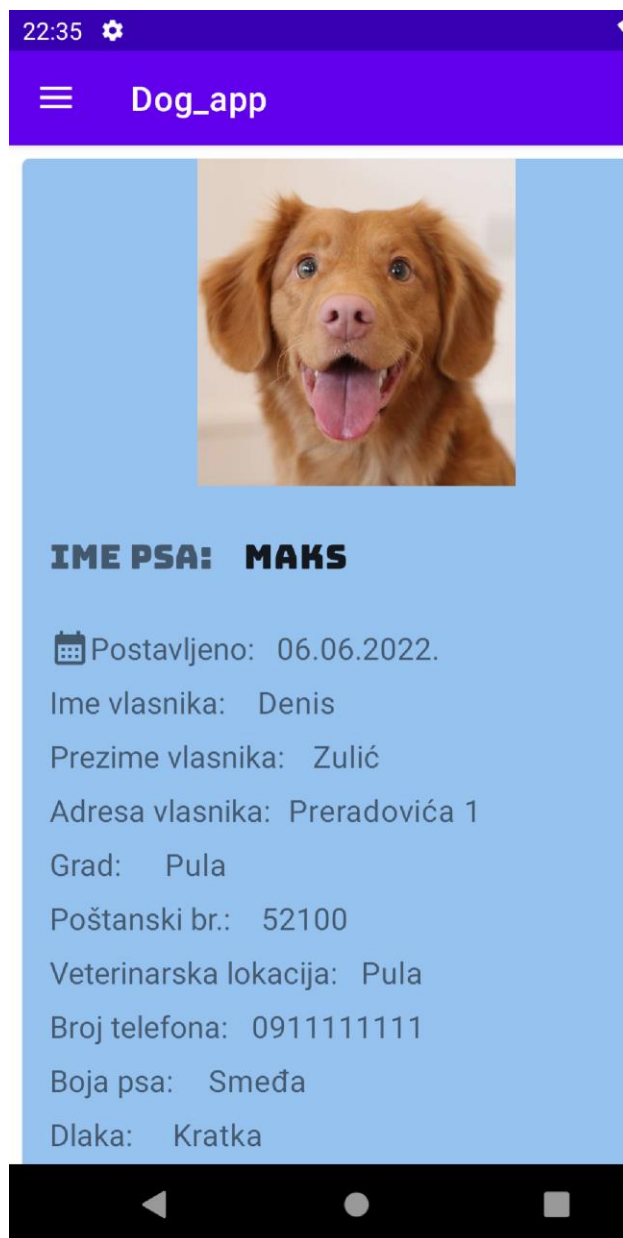 22:35
Dog_app
IME PSA: MAKS
Postavljeno: 06.06.2022.
Ime vlasnika: Denis
Prezime vlasnika: Zulić
Adresa vlasnika: Preradovića 1
Grad: Pula
Poštanski br.: 52100
Veterinarska lokacija: Pula
Broj telefona: 0911111111
Boja psa: Smeđa
Dlaka: Kratka